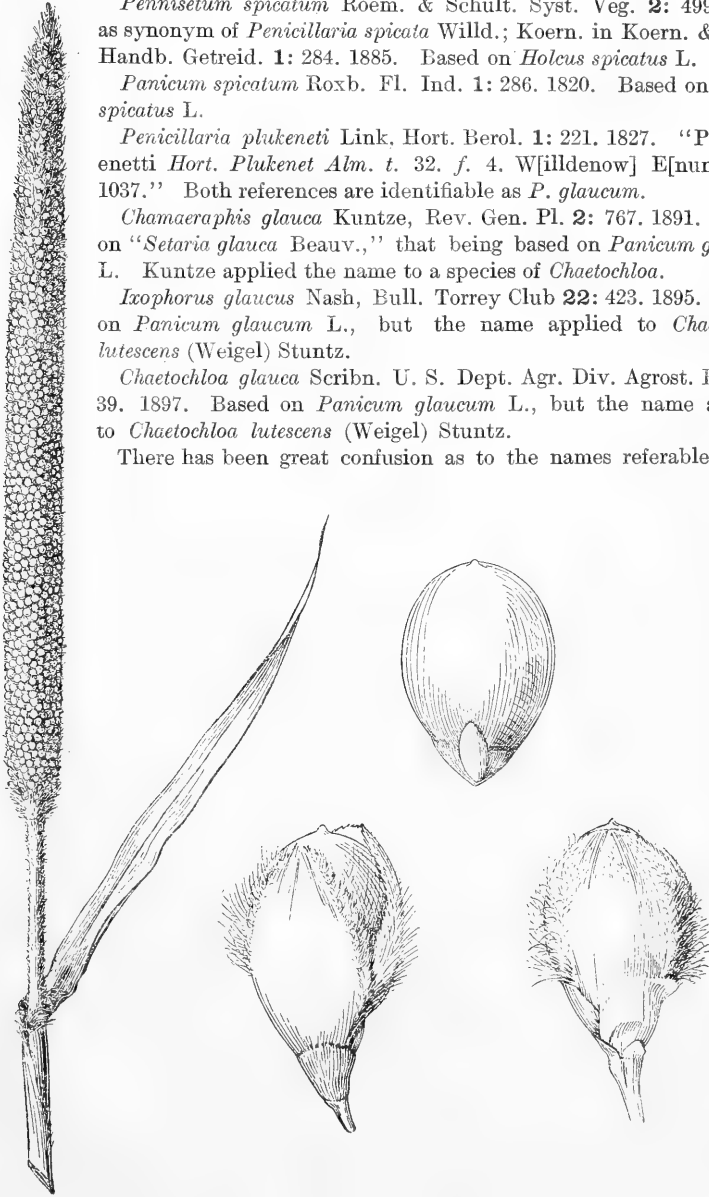 Pennisetum spicatum Roem. & Schult. Syst. Veg. 2: 499
as synonym of Penicillaria spicata Willd.; Koern. in Koern. &
Handb. Getreid. 1: 284. 1885. Based on Holcus spicatus L.
Panicum spicatum Roxb. Fl. Ind. 1: 286. 1820. Based on
spicatus L.
Penicillaria plukeneti Link, Hort. Berol. 1: 221. 1827. “P
enetti Hort. Plukenet Alm. t. 32. f. 4. W[illdenow] E[num
1037.” Both references are identifiable as P. glaucum.
Chamaeraphis glauca Kuntze, Rev. Gen. Pl. 2: 767. 1891.
on “Setaria glauca Beauv.,” that being based on Panicum g
L. Kuntze applied the name to a species of Chaetochloa.
Ixophorus glaucus Nash, Bull. Torrey Club 22: 423. 1895.
on Panicum glaucum L., but the name applied to Cha
lutescens (Weigel) Stuntz.
Chaetochloa glauca Scribn. U. S. Dept. Agr. Div. Agrost.
39. 1897. Based on Panicum glaucum L., but the name
to Chaetochloa lutescens (Weigel) Stuntz.
There has been great confusion as to the names referable